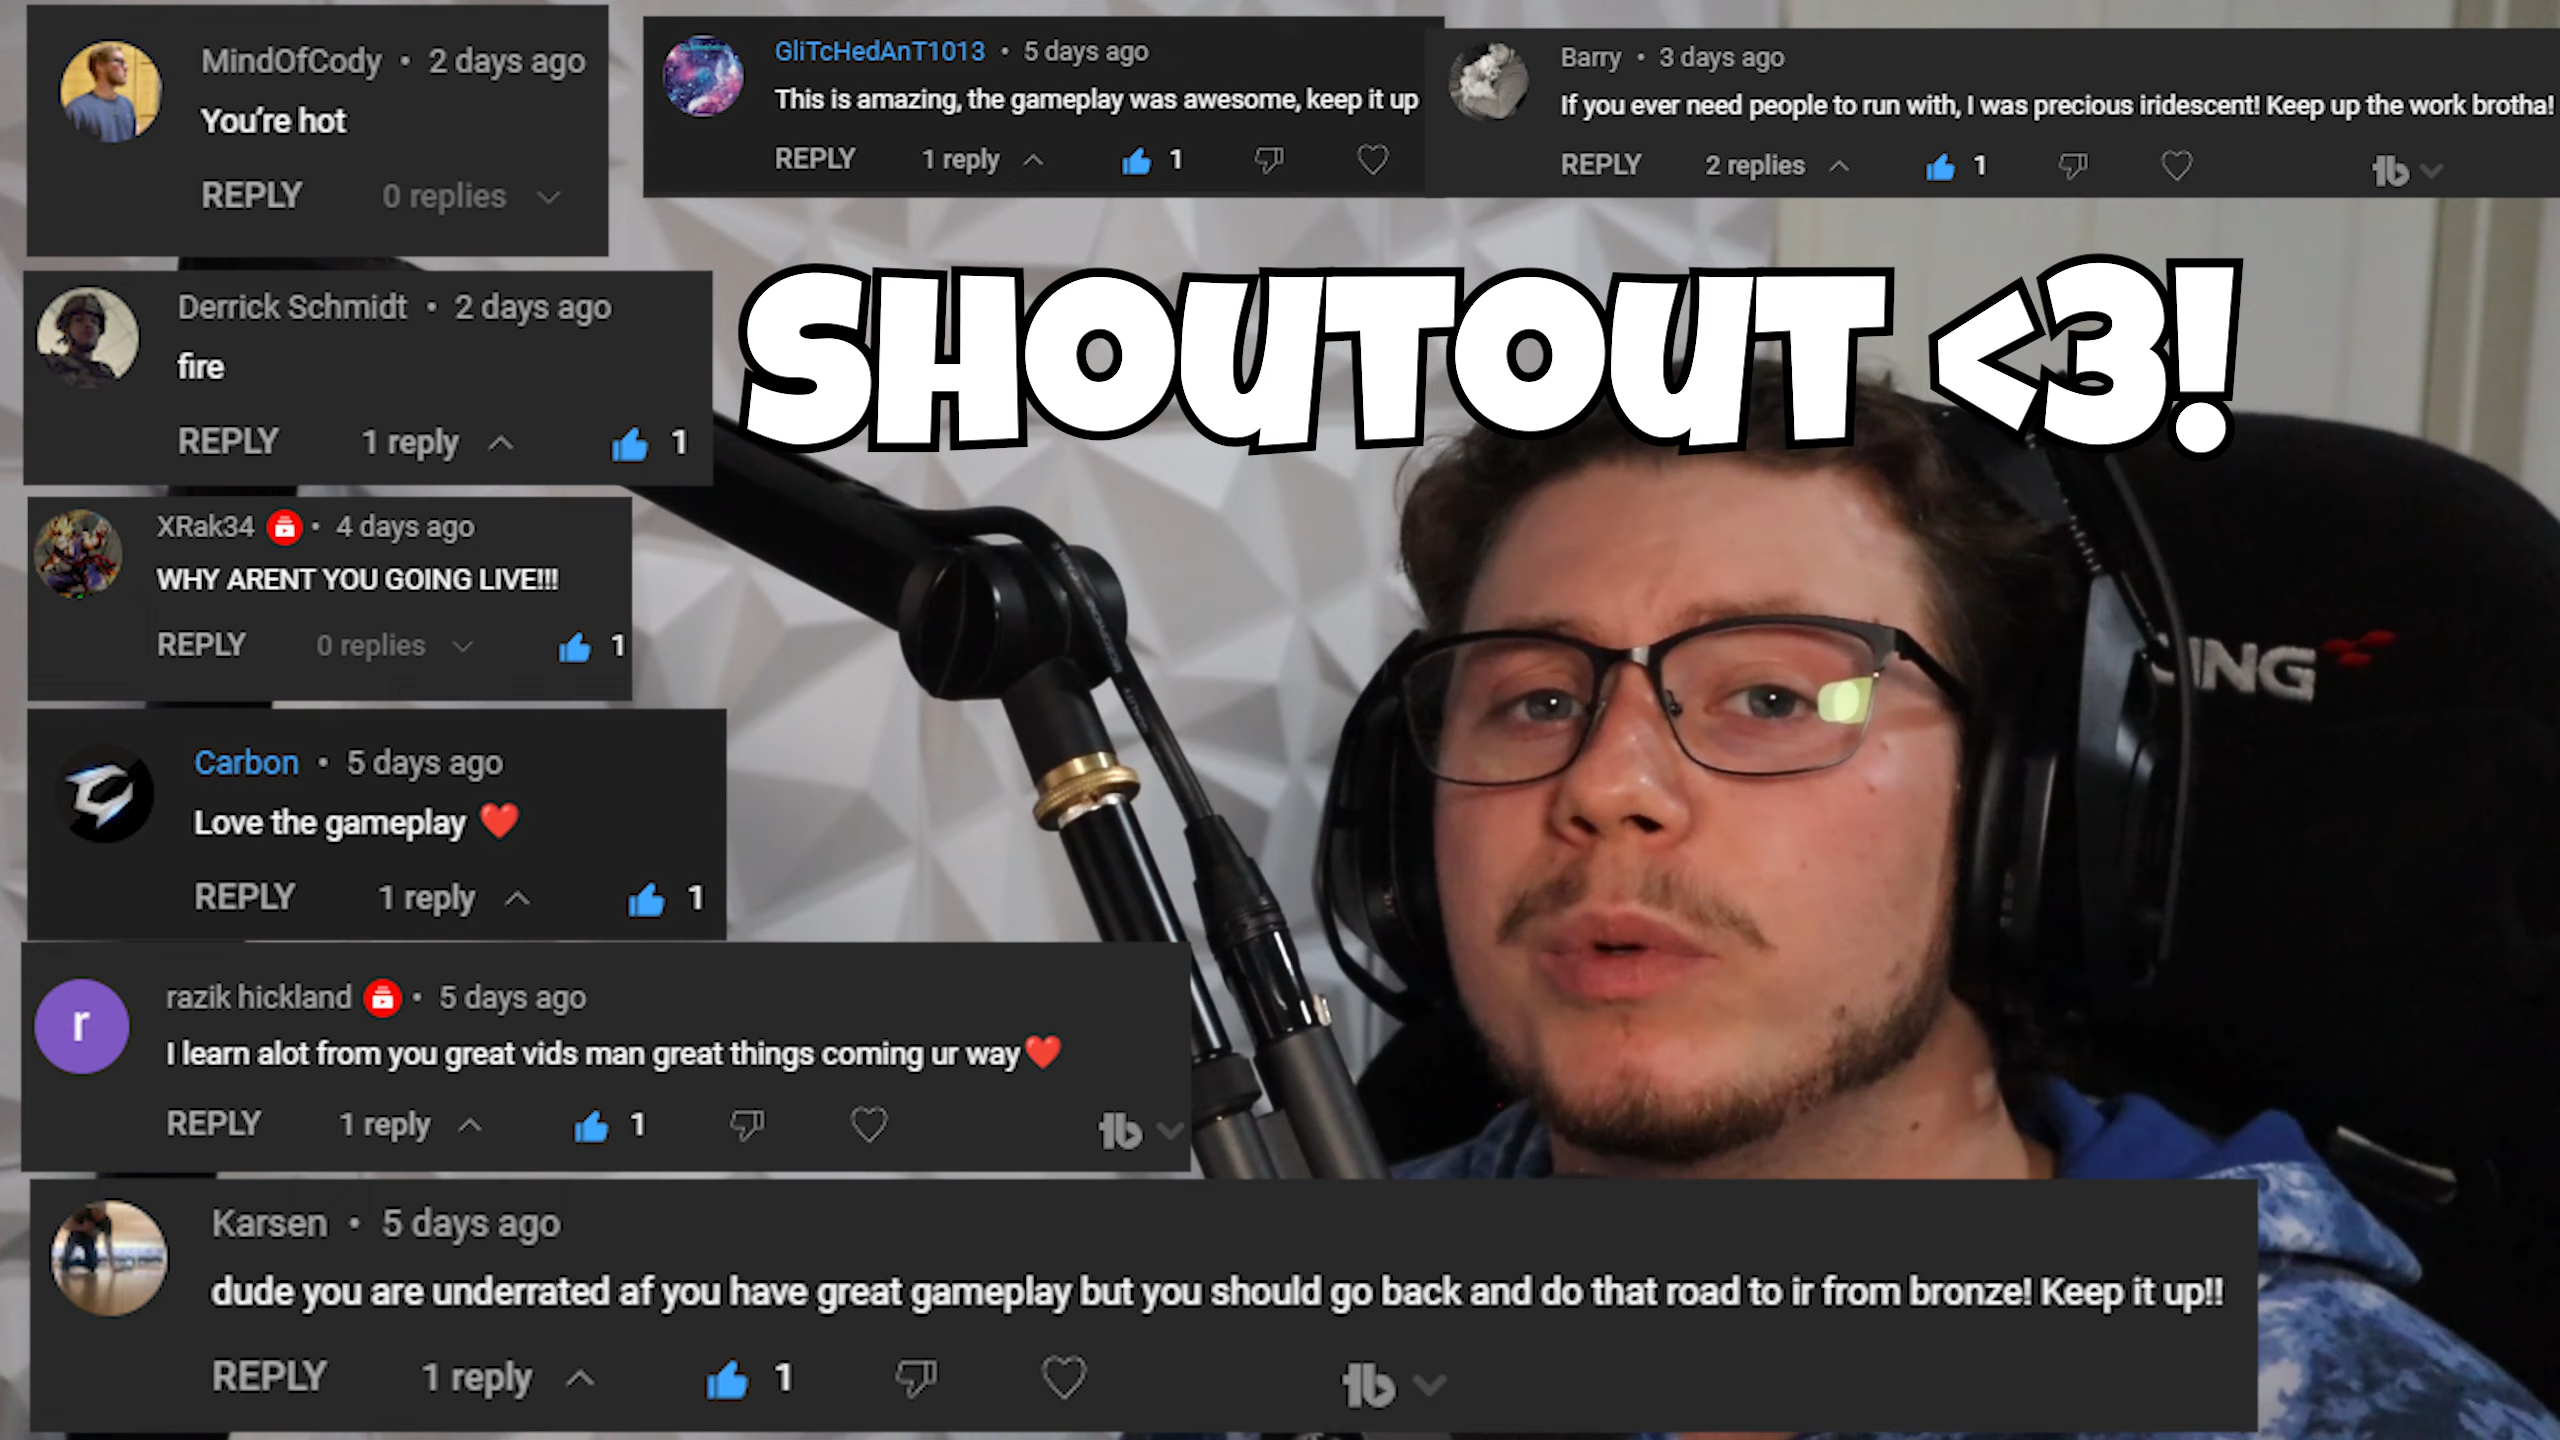 MindOfCody • 2 days ago
You’re hot
REPLY 0 replies
GliTcHedAnT1013 • 5 days ago
This is amazing, the gameplay was awesome, keep it up
REPLY 1 reply 1
Barry • 3 days ago
If you ever need people to run with, I was precious iridescent! Keep up the work brotha!
REPLY 2 replies 1
tb
SHOUTOUT <3!
Derrick Schmidt • 2 days ago
fire
REPLY 1 reply 1
XRak34 • 4 days ago
WHY ARENT YOU GOING LIVE!!!
REPLY 0 replies 1
Carbon • 5 days ago
Love the gameplay ❤️
REPLY 1 reply 1
r
razik hickland • 5 days ago
I learn alot from you great vids man great things coming ur way❤️
REPLY 1 reply 1
tb
Karsen • 5 days ago
dude you are underrated af you have great gameplay but you should go back and do that road to ir from bronze! Keep it up!!
REPLY 1 reply 1
tb
ING